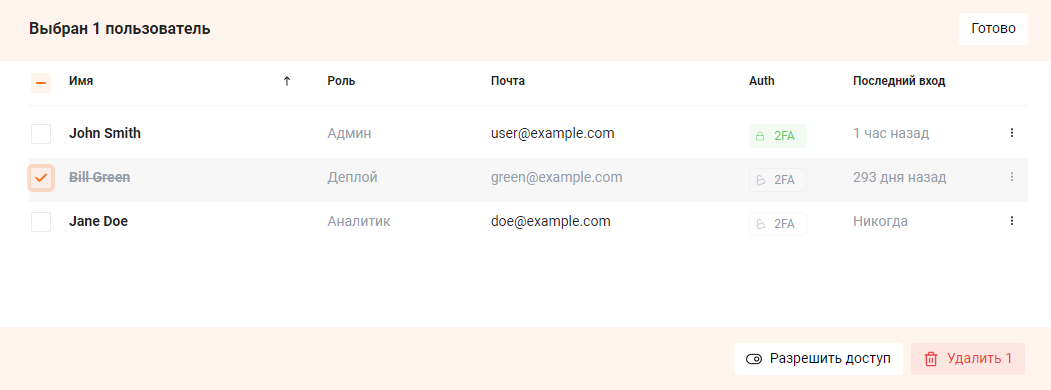 Выбран 1 пользователь Готово
Имя Роль Почта Auth Последний вход
John Smith Админ user@example.com 2FA 1 час назад
Bill Green Деплой green@example.com 2FA 293 дня назад
Jane Doe Аналитик doe@example.com 2FA Никогда
Разрешить доступ Удалить 1